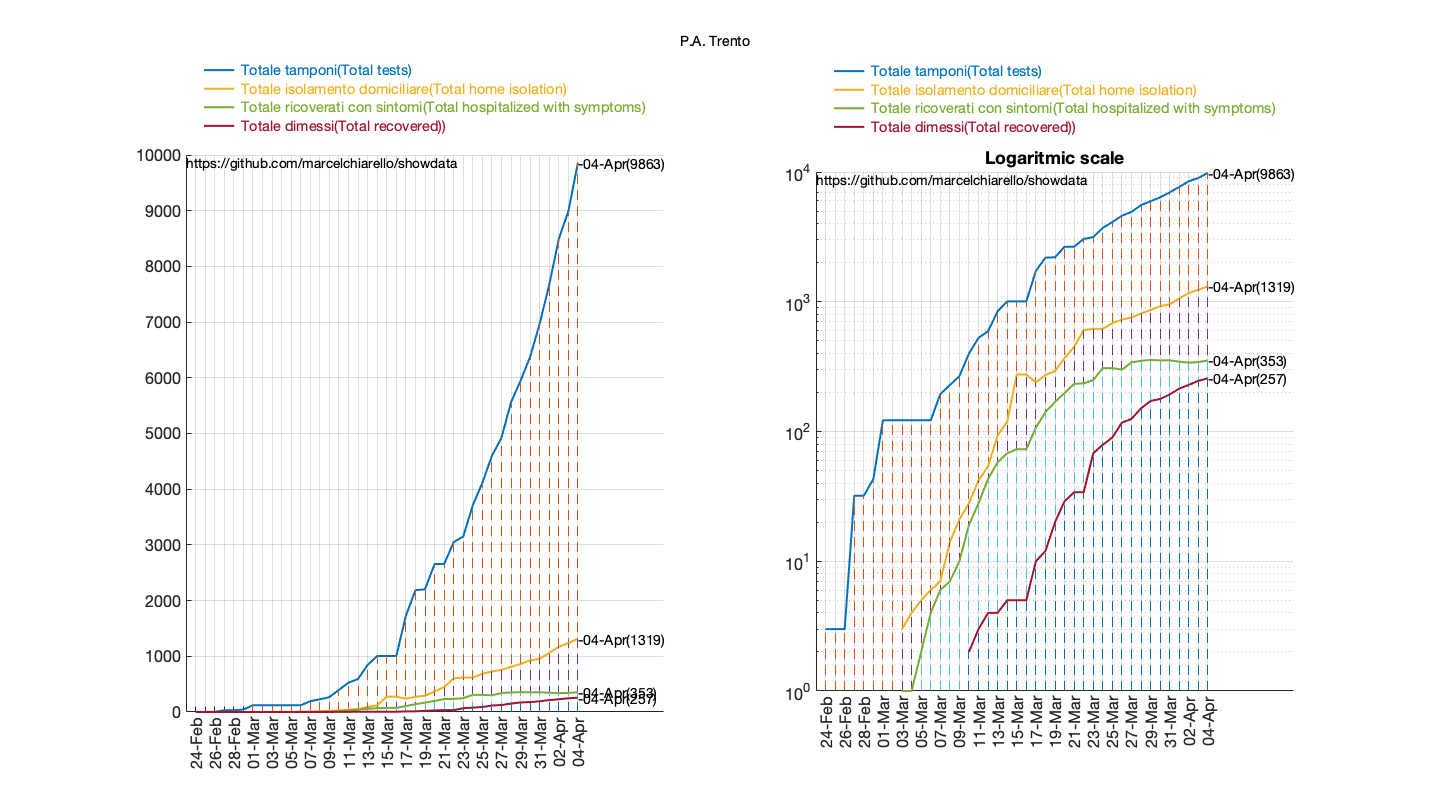 P.A. Trento
Totale tamponi(Total tests)
Totale isolamento domiciliare(Total home isolation)
Totale ricoverati con sintomi(Total hospitalized with symptoms)
Totale dimessi(Total recovered))
https://github.com/marcelchiarello/showdata
10000
9000
8000
7000
6000
5000
4000
3000
2000
1000
0
-04-Apr(9863)
-04-Apr(1319)
-04-Apr(353)
-04-Apr(257)
24-Feb
26-Feb
28-Feb
01-Mar
03-Mar
05-Mar
07-Mar
09-Mar
11-Mar
13-Mar
15-Mar
17-Mar
19-Mar
21-Mar
23-Mar
25-Mar
27-Mar
29-Mar
31-Mar
02-Apr
04-Apr
Totale tamponi(Total tests)
Totale isolamento domiciliare(Total home isolation)
Totale ricoverati con sintomi(Total hospitalized with symptoms)
Totale dimessi(Total recovered))
Logaritmic scale
https://github.com/marcelchiarello/showdata
10⁴
10³
10²
10¹
10⁰
-04-Apr(9863)
-04-Apr(1319)
-04-Apr(353)
-04-Apr(257)
24-Feb
26-Feb
28-Feb
01-Mar
03-Mar
05-Mar
07-Mar
09-Mar
11-Mar
13-Mar
15-Mar
17-Mar
19-Mar
21-Mar
23-Mar
25-Mar
27-Mar
29-Mar
31-Mar
02-Apr
04-Apr